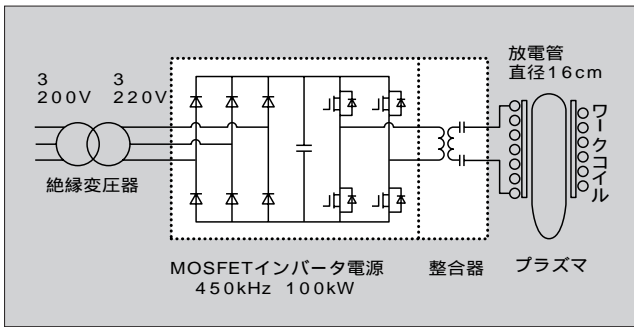 3
200V
3
220V
絶縁変圧器
MOSFETインバータ電源
450kHz 100kW
整合器
放電管
直径16cm
ワークコイル
プラズマ